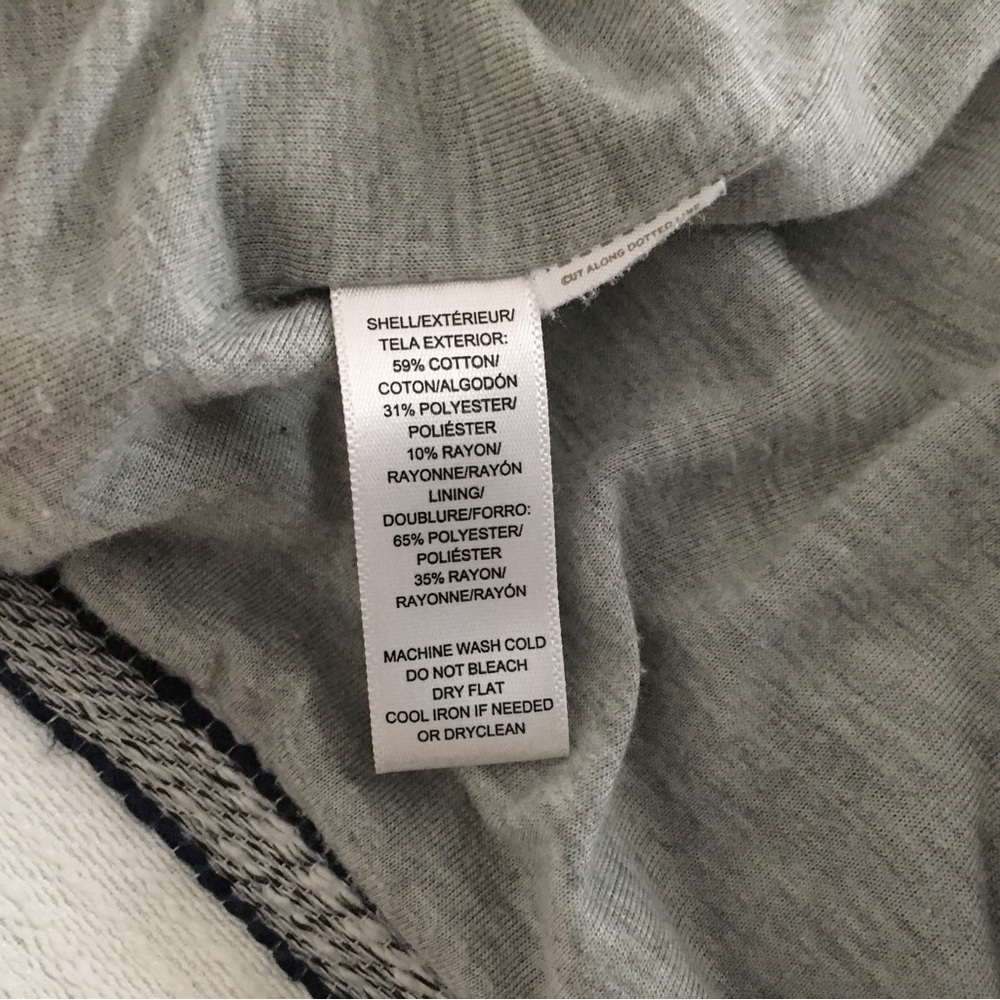 CUT ALONG DOTTED LINE
SHELL/EXTÉRIEUR/
TELA EXTERIOR:
59% COTTON/
COTON/ALGODÓN
31% POLYESTER/
POLIÉSTER
10% RAYON/
RAYONNE/RAYÓN
LINING/
DOUBLURE/FORRO:
65% POLYESTER/
POLIÉSTER
35% RAYON/
RAYONNE/RAYÓN
MACHINE WASH COLD
DO NOT BLEACH
DRY FLAT
COOL IRON IF NEEDED
OR DRYCLEAN